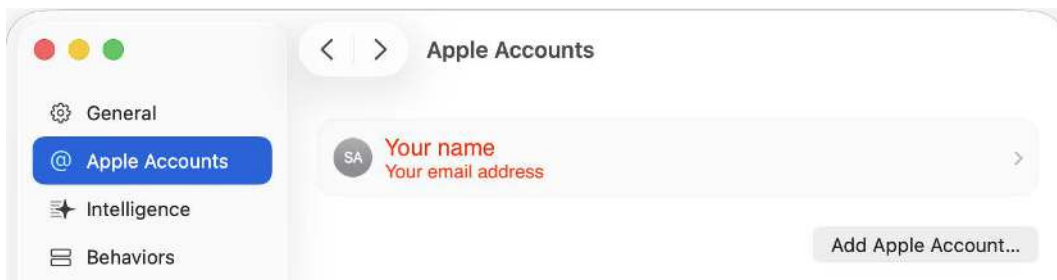 Apple Accounts
General
@ Apple Accounts
Intelligence
Behaviors
SA
Your name
Your email address
Add Apple Account...